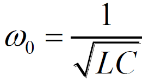 ω₀ = 1/√(LC)